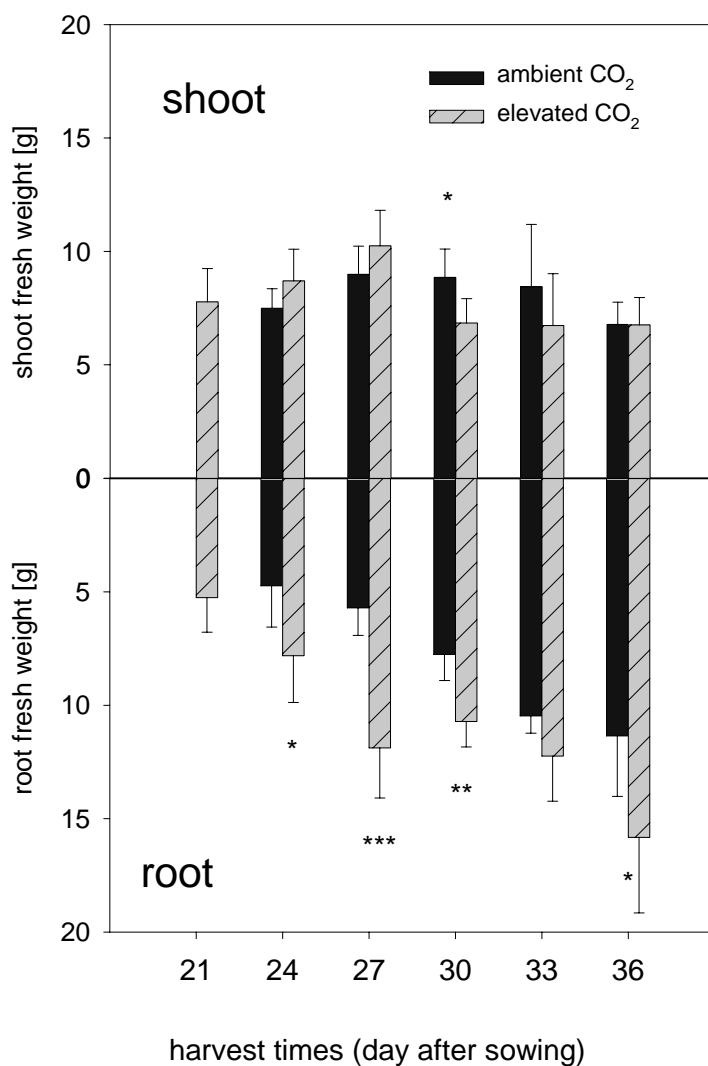 20
ambient CO2
shoot
elevated CO2
15
*
10
shoot fresh weight [g]
5
0
5
root fresh weight [g]
10
*
**
15
***
root
*
20
21 24 27 30 33 36
harvest times (day after sowing)